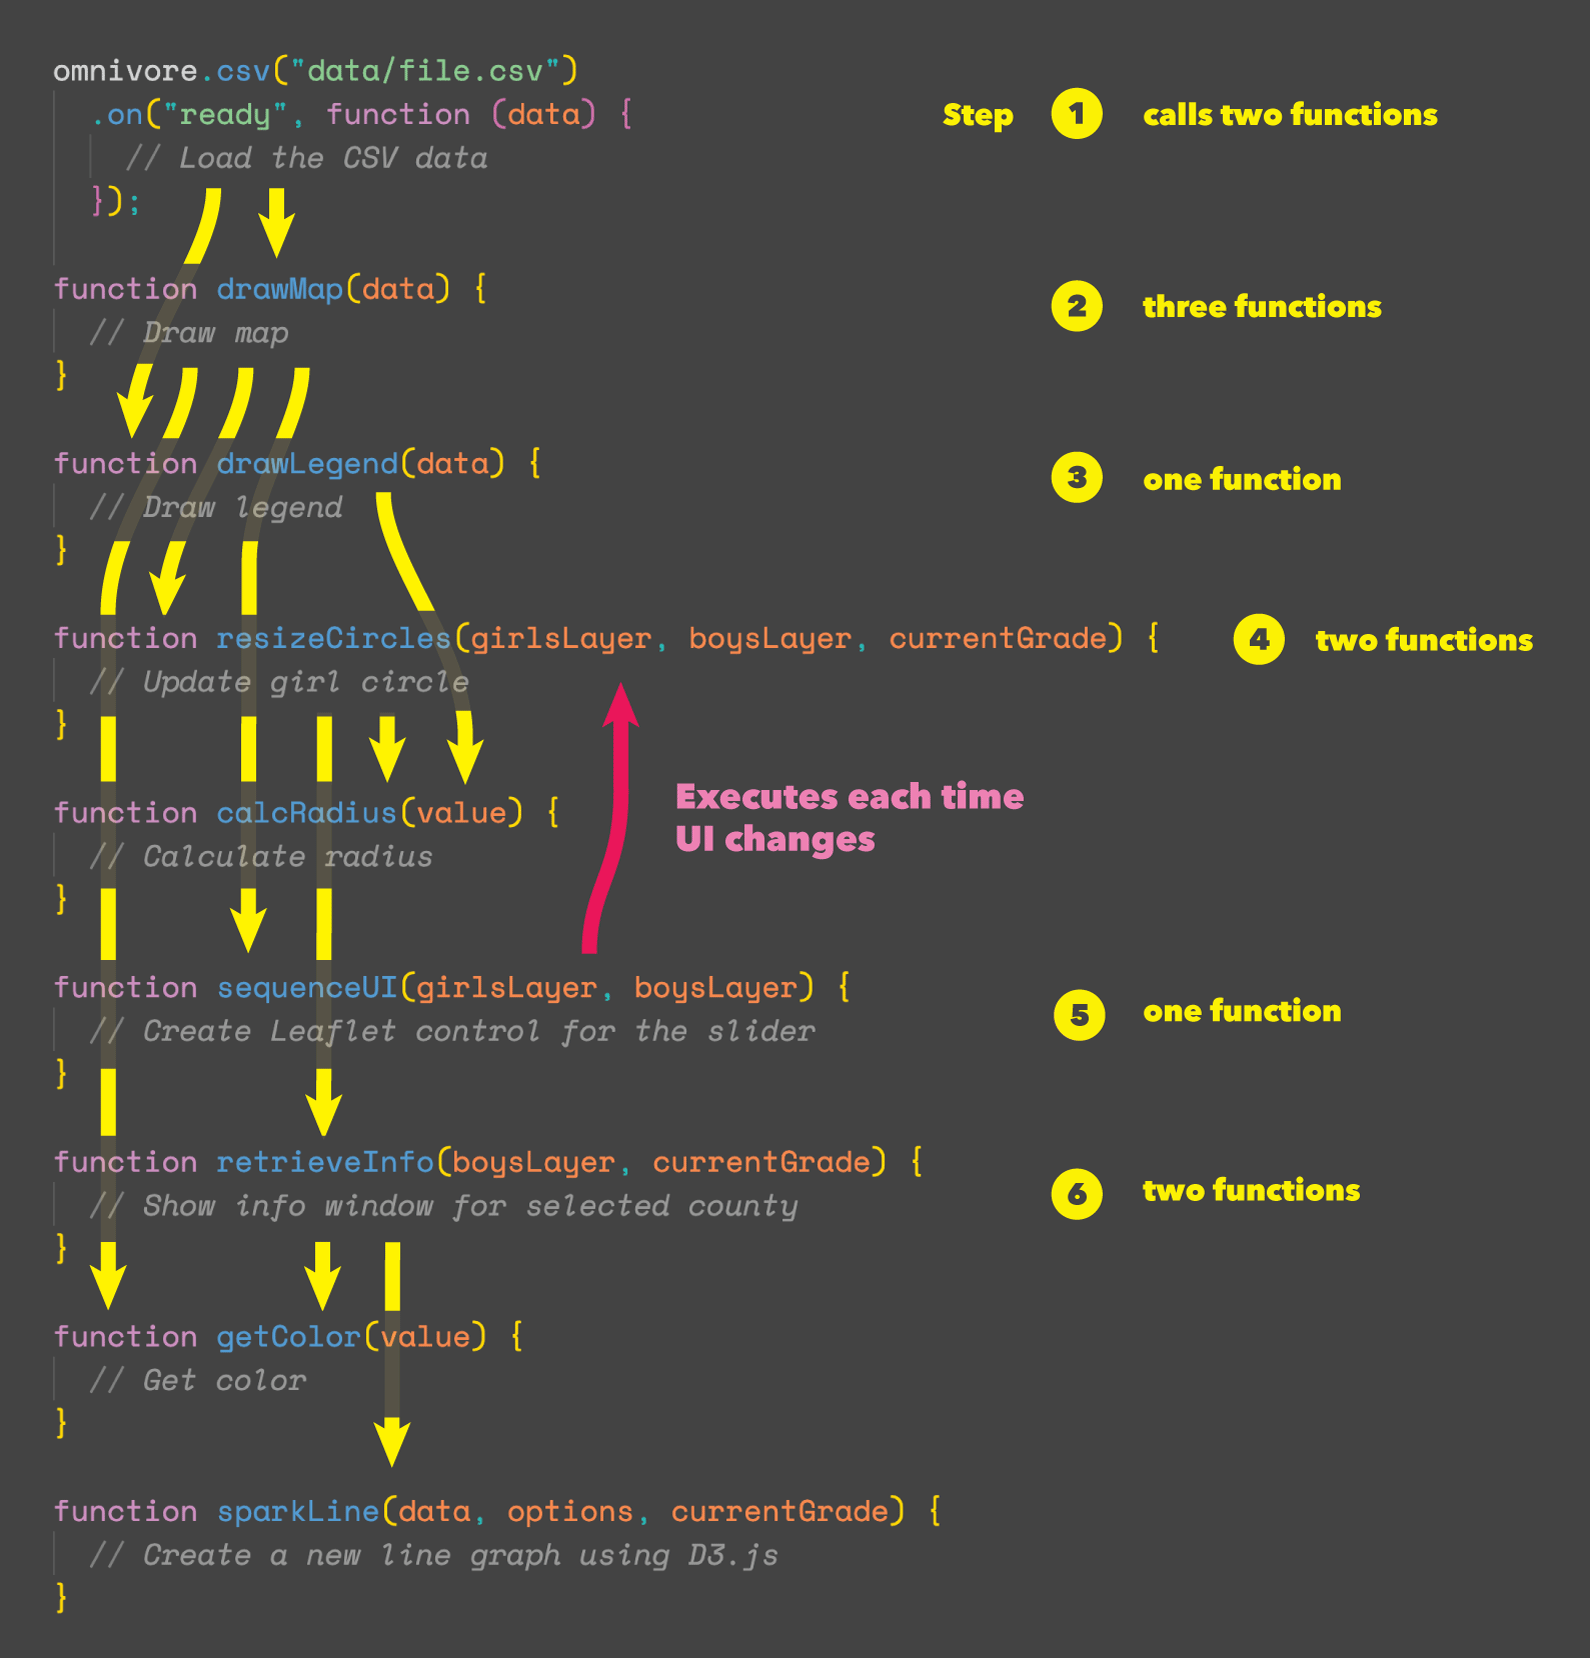 omnivore.csv("data/file.csv")
.on("ready", function (data) {
// Load the CSV data
});
Step 1 calls two functions
function drawMap(data) {
// Draw map
}
2 three functions
function drawLegend(data) {
// Draw legend
}
3 one function
function resizeCircles(girlsLayer, boysLayer, currentGrade) {
// Update girl circle
}
4 two functions
Executes each time
UI changes
function calcRadius(value) {
// Calculate radius
}
function sequenceUI(girlsLayer, boysLayer) {
// Create Leaflet control for the slider
}
5 one function
function retrieveInfo(boysLayer, currentGrade) {
// Show info window for selected county
}
6 two functions
function getColor(value) {
// Get color
}
function sparkLine(data, options, currentGrade) {
// Create a new line graph using D3.js
}